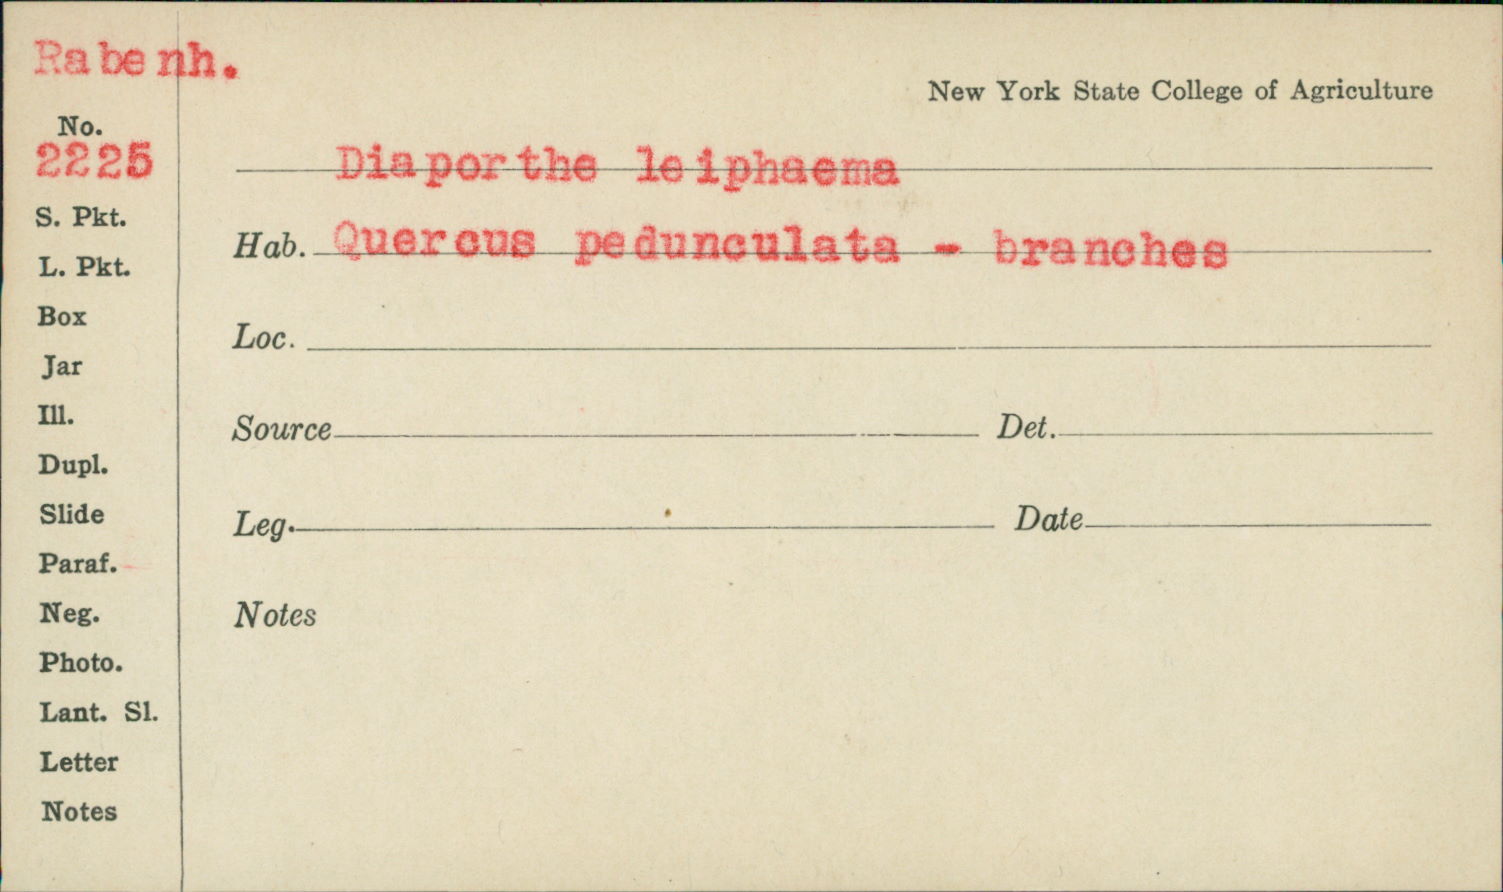 Rabenh.
New York State College of Agriculture
No.
2225
Diaporthe leiphaema
S. Pkt.
Hab. Quercus pedunculata - branches
L. Pkt.
Box
Loc.
Jar
Ill.
Source Det.
Dupl.
Slide
Leg. Date
Paraf.
Neg.
Notes
Photo.
Lant. Sl.
Letter
Notes